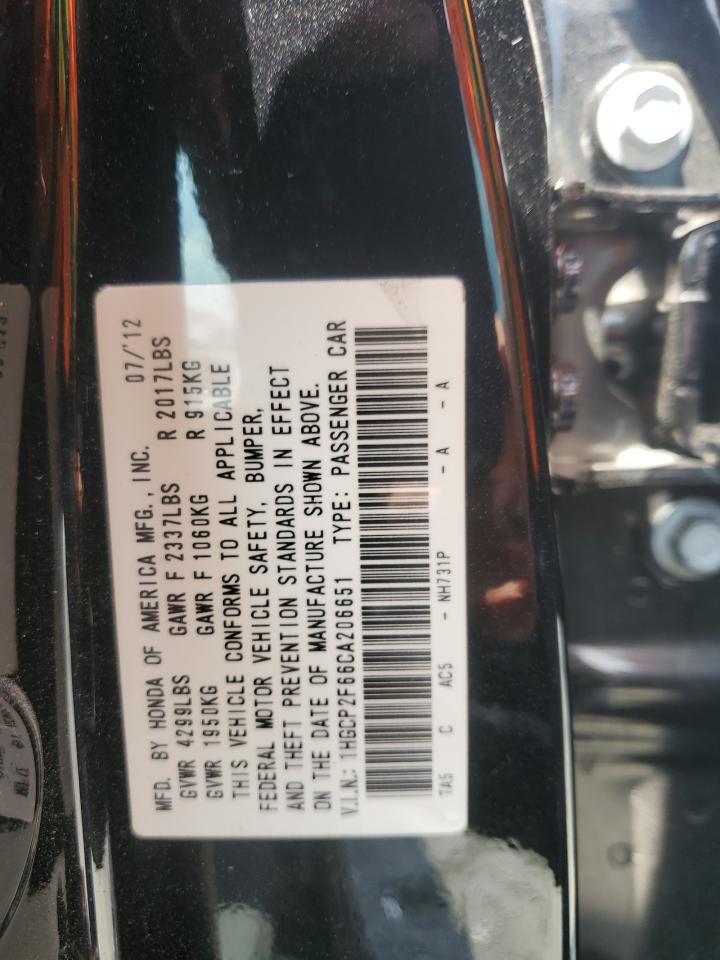 MFD. BY HONDA OF AMERICA MFG., INC. 07/'12
GVWR 4299LBS GAWR F 2337LBS R 2017LBS
GVWR 1950KG GAWR F 1060KG R 915KG
THIS VEHICLE CONFORMS TO ALL APPLICABLE
FEDERAL MOTOR VEHICLE SAFETY, BUMPER,
AND THEFT PREVENTION STANDARDS IN EFFECT
ON THE DATE OF MANUFACTURE SHOWN ABOVE.
V.I.N.: 1HGCP2F66CA206651 TYPE: PASSENGER CAR
TA5 C AC5 - NH731P - A - A